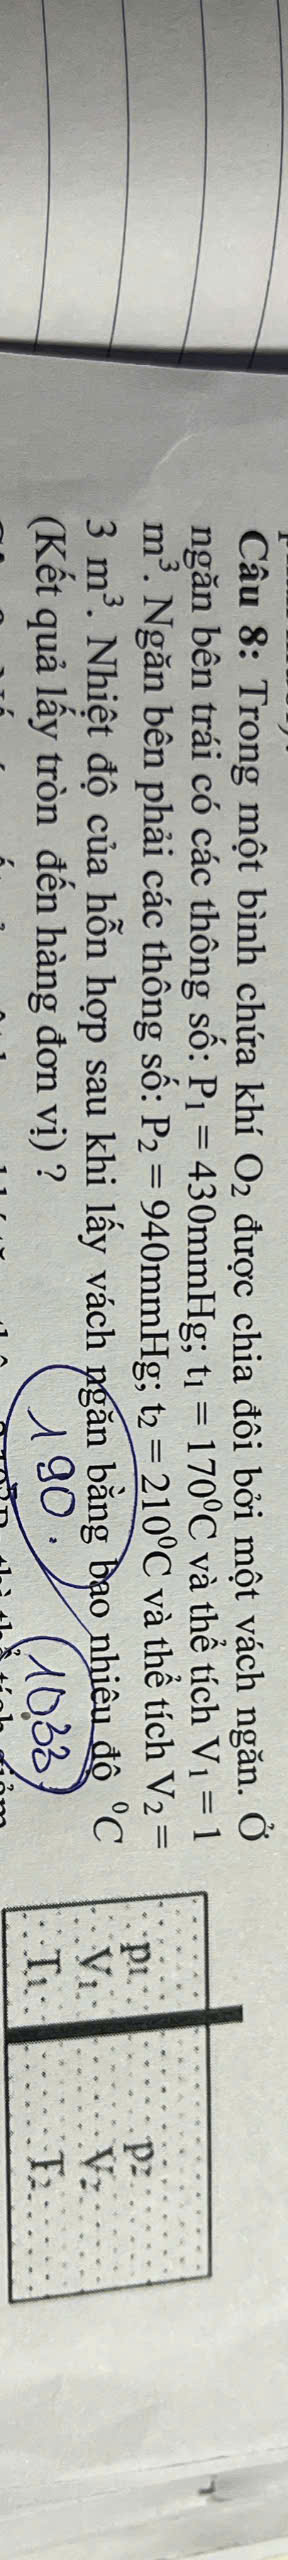 Câu 8: Trong một bình chứa khí O₂ được chia đôi bởi một vách ngăn. Ở
ngăn bên trái có các thông số: P₁ = 430mmHg; t₁ = 170⁰C và thể tích V₁ = 1
m³. Ngăn bên phải các thông số: P₂ = 940mmHg; t₂ = 210⁰C và thể tích V₂ =
3 m³. Nhiệt độ của hỗn hợp sau khi lấy vách ngăn bằng bao nhiêu độ ⁰C
(Kết quả lấy tròn đến hàng đơn vị) ?
190.
1033
p₁ p₂
V₁ V₂
T₁ T₂